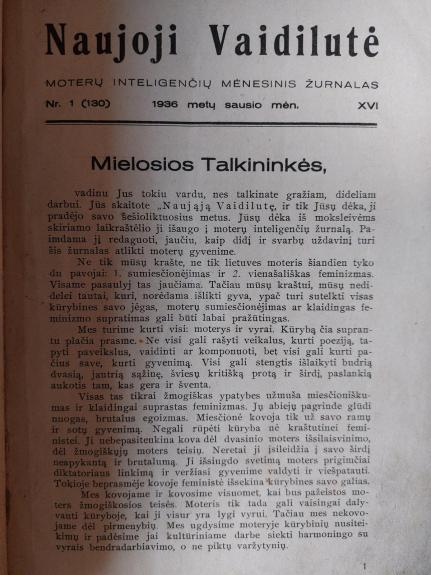 Naujoji Vaidilutė
MOTERŲ INTELIGENČIŲ MĖNESINIS ŽURNALAS
Nr. 1 (130) 1936 metų sausio mėn. XVI
Mielosios Talkininkės,
vadinu Jus tokiu vardu, nes talkinate gražiam, dideliam
darbui. Jūs skaitote „Naująją Vaidilutę, ir tik Jūsų dėka, ji
pradėjo savo šešioliktuosius metus. Jūsų dėka iš moksleivėms
skiriamo laikraštėlio ji išaugo į moterų inteligenčių žurnalą. Pa-
imdama jį redaguoti, jaučiu, kaip didį ir svarbų uždavinį turi
šis žurnalas atlikti moterų gyvenime.
Ne tik mūsų krašte, ne tik lietuves moteris šiandien tyko
du pavojai: 1. sumiesčionėjimas ir 2. vienašališkas feminizmas.
Visame pasaulyj tas jaučiama. Tačiau mūsų kraštui, mūsų nedi-
delei tautai, kuri, norėdama išlikti gyva, ypač turi sutelkti visas
kūrybines savo jėgas, moterų sumiesčionėjimas ar klaidingas fe-
minizmo supratimas gali būti labai pražūtingas.
Mes turime kurti visi: moterys ir vyrai. Kūrybą čia supran-
tu plačia prasme. Ne visi gali rašyti veikalus, kurti poeziją, ta-
pyti paveikslus, vaidinti ar komponuoti, bet visi gali kurti pa-
čius save, kurti gyvenimą. Visi gali stengtis išlaikyti budrią
dvasią, jautrią sąžinę, šviesų kritišką protą ir širdį, paslankią
aukotis tam, kas gera ir šventa.
Visas tas tikrai žmogiškas ypatybes užmuša miesčionišku-
mas ir klaidingai suprastas feminizmas. Jų abiejų pagrinde glūdi
nuogas, brutalus egoizmas. Miesčionė kovoja tik už savo ramų
ir sotų gyvenimą. Negali rūpėti kūryba nė kraštutinei femi-
nistei. Ji nebepasitenkina kova dėl dvasinio moters išsilaisvinimo,
dėl žmogiškųjų moters teisių. Neretai ji įsileidžia į savo širdį
neapykantą ir brutalumą. Ji išsiugdo svetimą moters prigimčiai
diktatoriaus linkimą ir veržiasi gyvenime valdyti ir viešpatauti.
Tokioje beprasmėje kovoje feministė išsekina kūrybines savo galias.
Mes kovojame ir kovosime visuomet, kai bus pažeistos mo-
ters žmogiškosios teisės. Moteris tik tada gali vaisingai daly-
vauti kūryboje, kai ji visur yra lygi vyrui. Tačiau mes nekovo-
jame dėl pirmenybių. Mes ugdysime moteryje kūrybinių nusitei-
kimų ir padėsime jai kultūriniame darbe siekti harmoningo su
vyrais bendradarbiavimo, o ne piktų varžytynių.
1